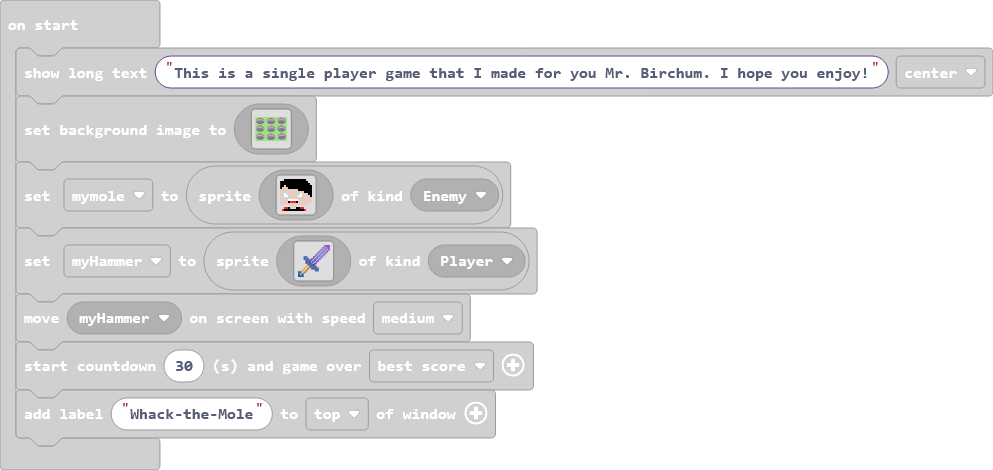 on start
show long text "This is a single player game that I made for you Mr. Birchum. I hope you enjoy!" center
set background image to
set mymole to sprite of kind Enemy
set myHammer to sprite of kind Player
move myHammer on screen with speed medium
start countdown 30 (s) and game over best score
add label "Whack-the-Mole" to top of window